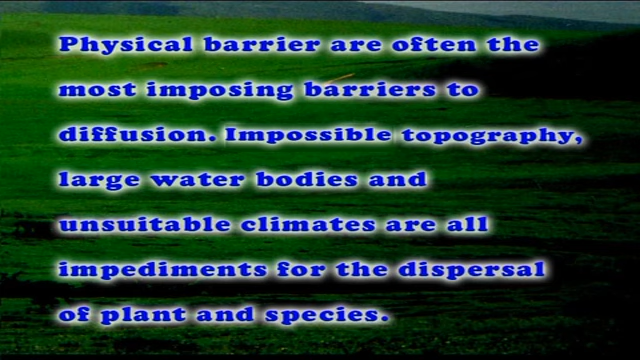 Physical barrier are often the
most imposing barriers to
diffusion. Impossible topography,
large water bodies and
unsuitable climates are all
impediments for the dispersal
of plant and species.